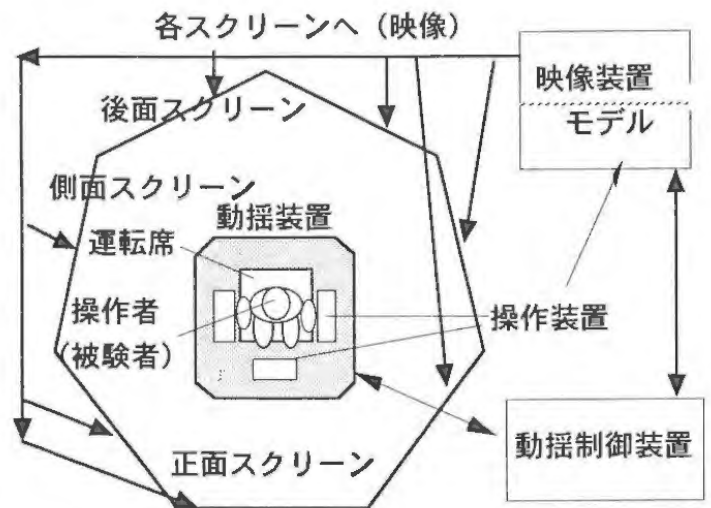 各スクリーンへ（映像）
映像装置
モデル
後面スクリーン
側面スクリーン
動揺装置
運転席
操作者
（被験者）
操作装置
正面スクリーン
動揺制御装置